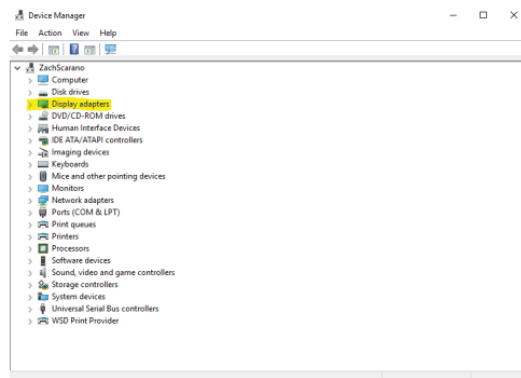 Device Manager
File Action View Help
ZachScarano
Computer
Disk drives
Display adapters
DVD/CD-ROM drives
Human Interface Devices
IDE ATA/ATAPI controllers
Imaging devices
Keyboards
Mice and other pointing devices
Monitors
Network adapters
Ports (COM & LPT)
Print queues
Printers
Processors
Software devices
Sound, video and game controllers
Storage controllers
System devices
Universal Serial Bus controllers
WSD Print Provider